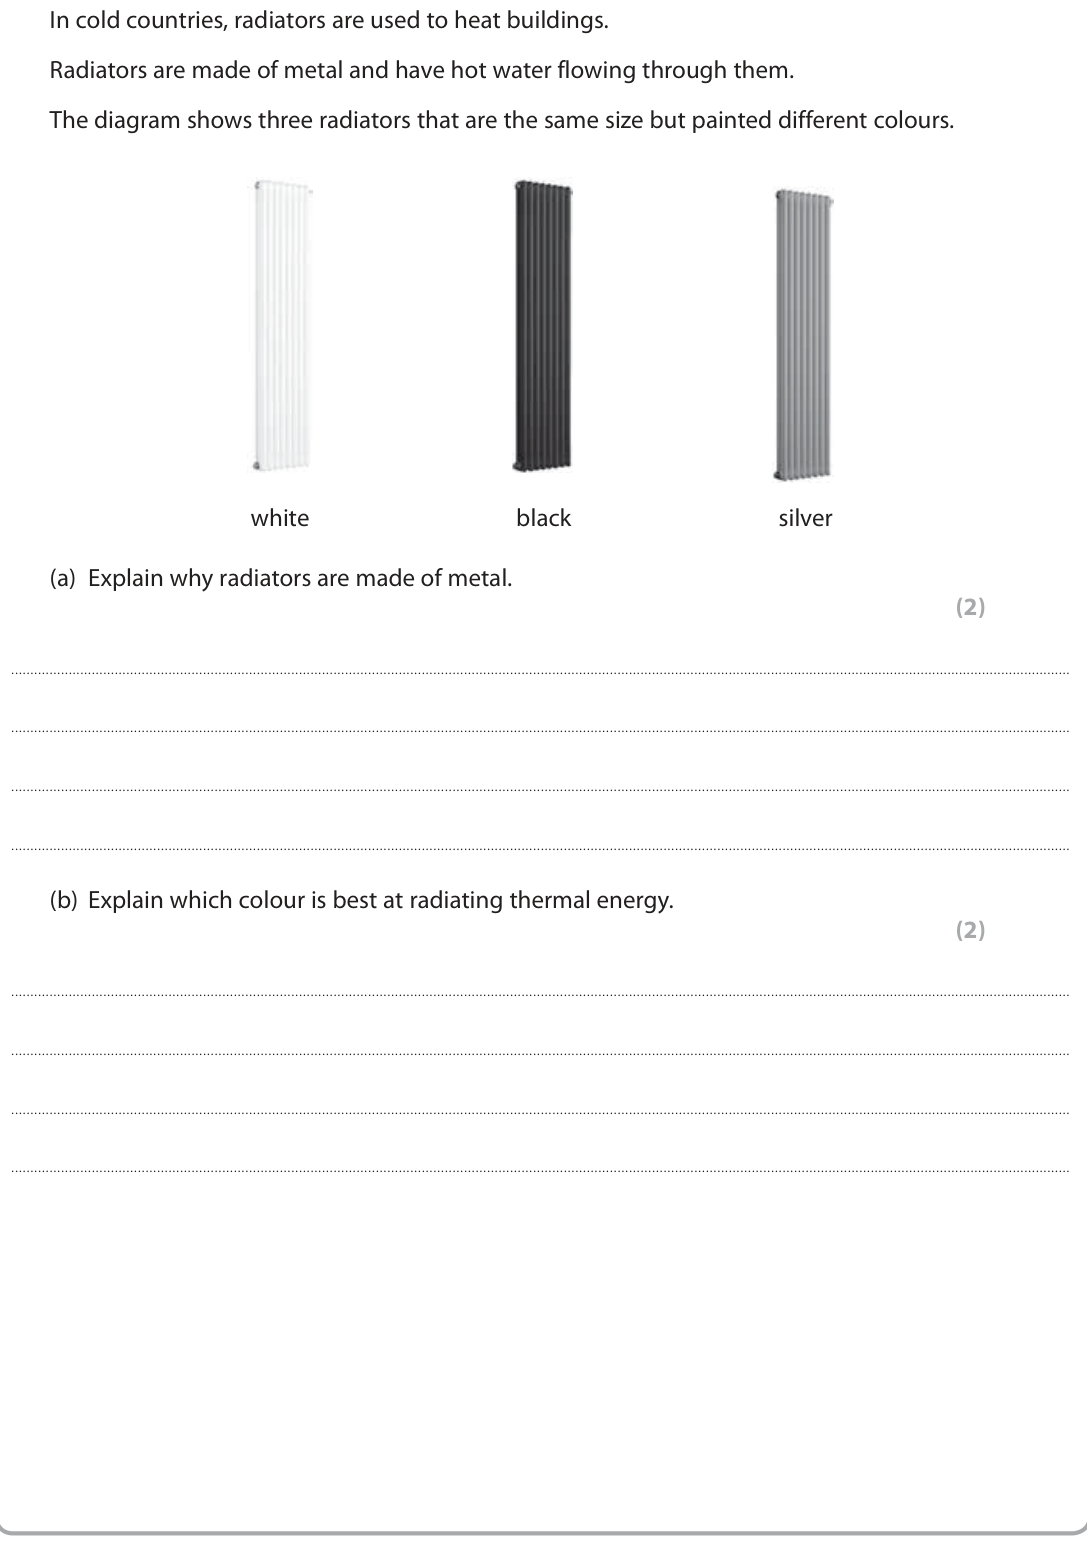 In cold countries, radiators are used to heat buildings.
Radiators are made of metal and have hot water flowing through them.
The diagram shows three radiators that are the same size but painted different colours.
white black silver
(a) Explain why radiators are made of metal.
(2)
(b) Explain which colour is best at radiating thermal energy.
(2)